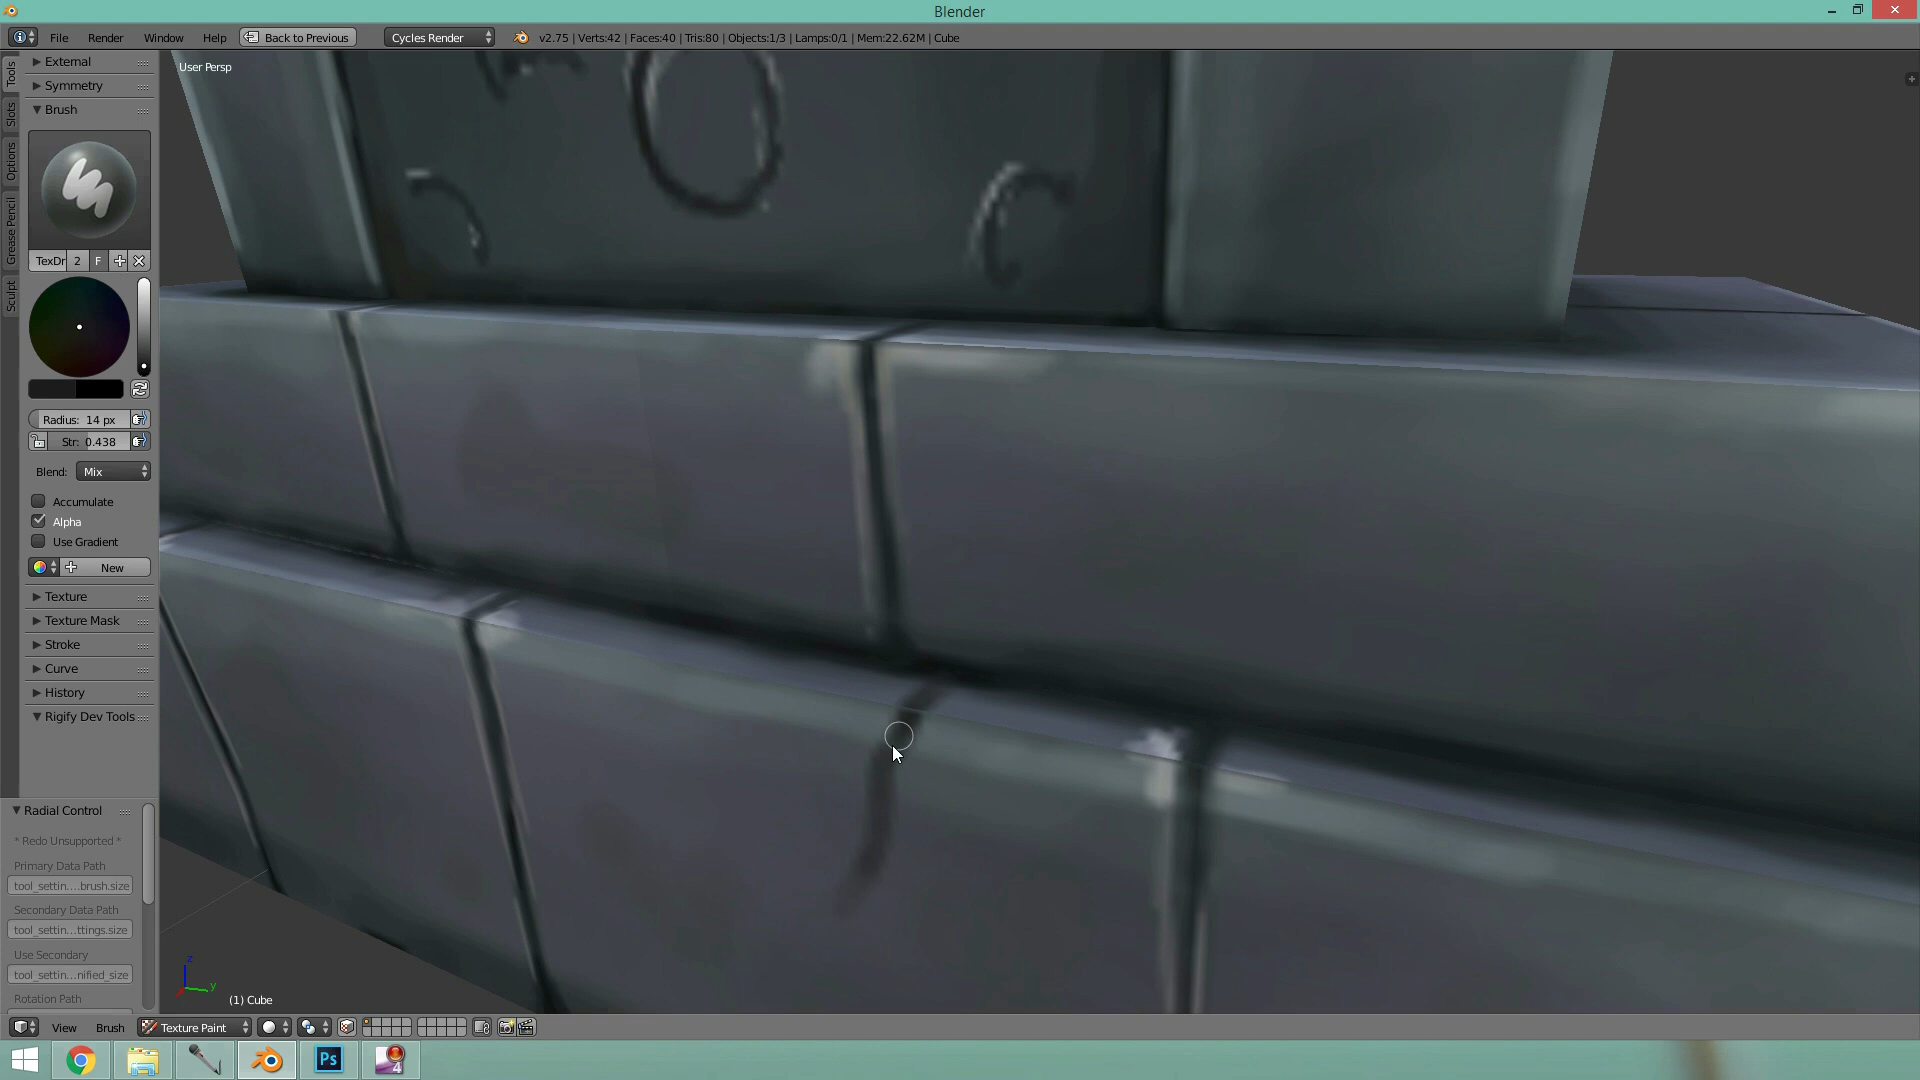 Blender
File Render Window Help Back to Previous Cycles Render v2.75 | Verts:42 | Faces:40 | Tris:80 | Objects:1/3 | Lamps:0/1 | Mem:22.62M | Cube
User Persp
Tools
Slots
Options
Grease Pencil
Sculpt
External
Symmetry
Brush
TexDr 2 F
Radius: 14 px
Str: 0.438
Blend: Mix
Accumulate
Alpha
Use Gradient
New
Texture
Texture Mask
Stroke
Curve
History
Rigify Dev Tools
Radial Control
* Redo Unsupported *
Primary Data Path
tool_settin....brush.size
Secondary Data Path
tool_settin...ttings.size
Use Secondary
tool_settin...nified_size
Rotation Path
z
y
(1) Cube
View Brush Texture Paint
Ps
4